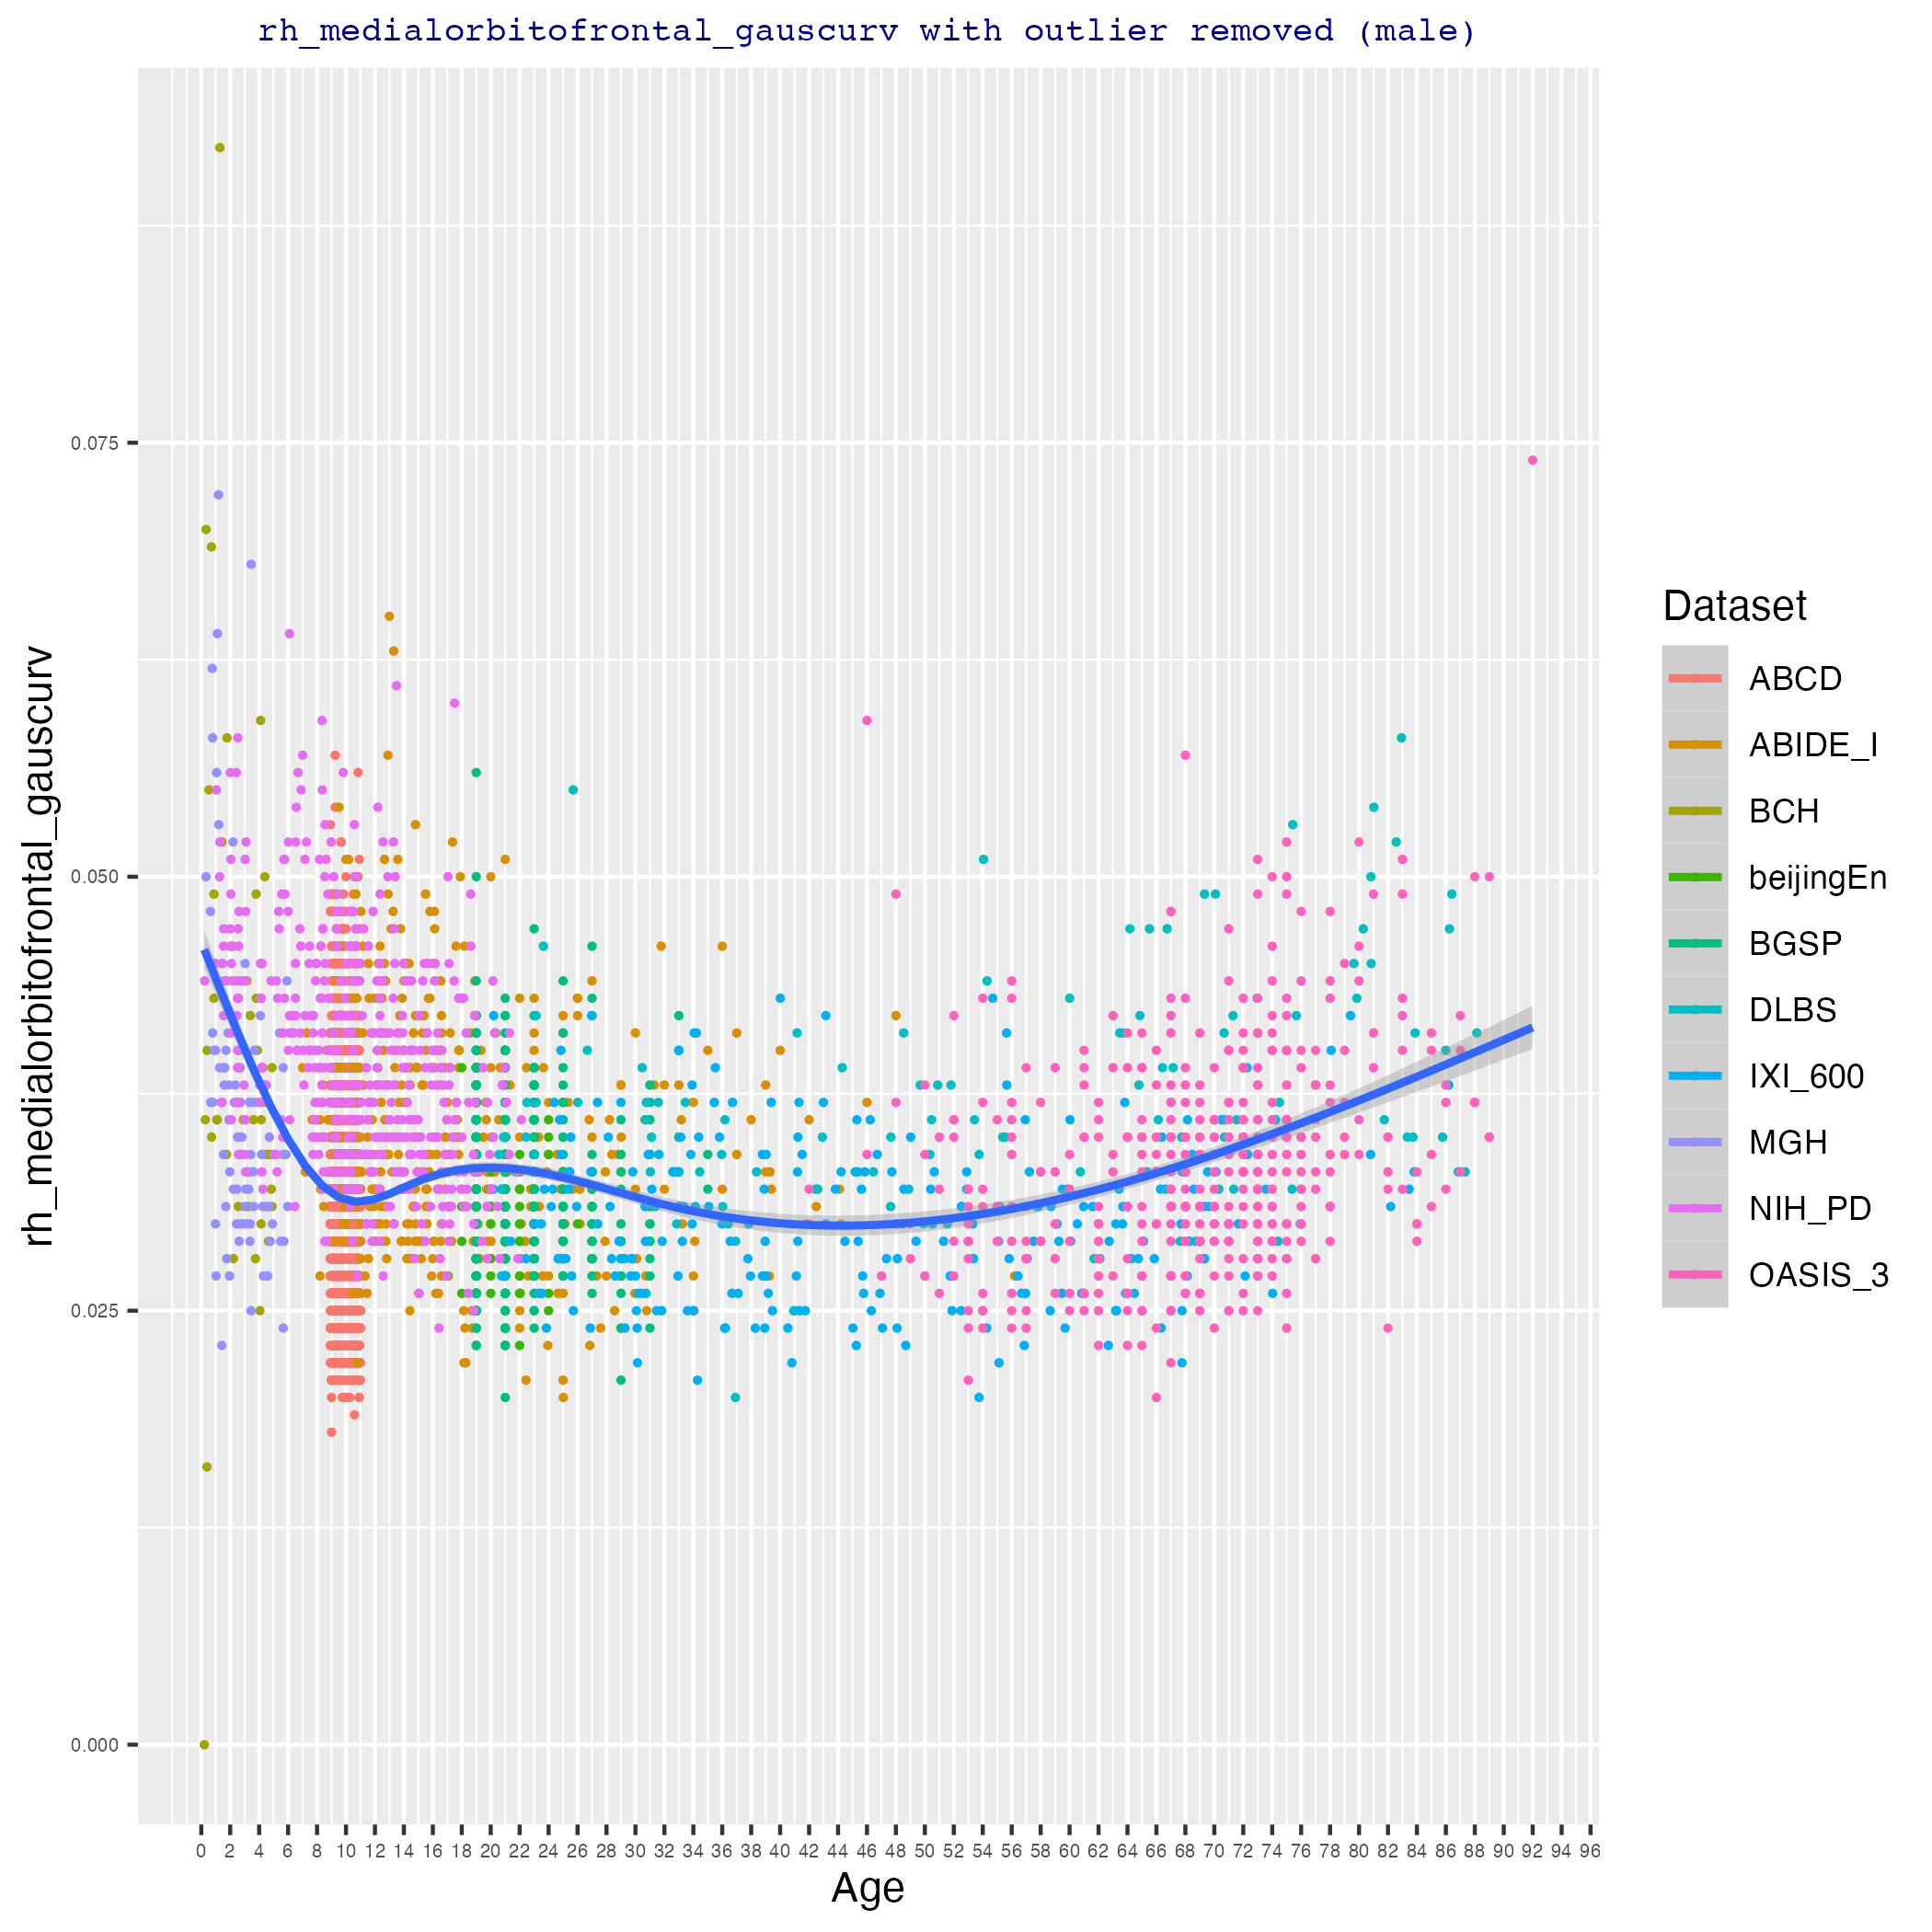 rh_medialorbitofrontal_gauscurv with outlier removed (male)
rh_medialorbitofrontal_gauscurv
0.075
0.050
0.025
0.000
0 2 4 6 8 10 12 14 16 18 20 22 24 26 28 30 32 34 36 38 40 42 44 46 48 50 52 54 56 58 60 62 64 66 68 70 72 74 76 78 80 82 84 86 88 90 92 94 96
Age
Dataset
ABCD
ABIDE_I
BCH
beijingEn
BGSP
DLBS
IXI_600
MGH
NIH_PD
OASIS_3